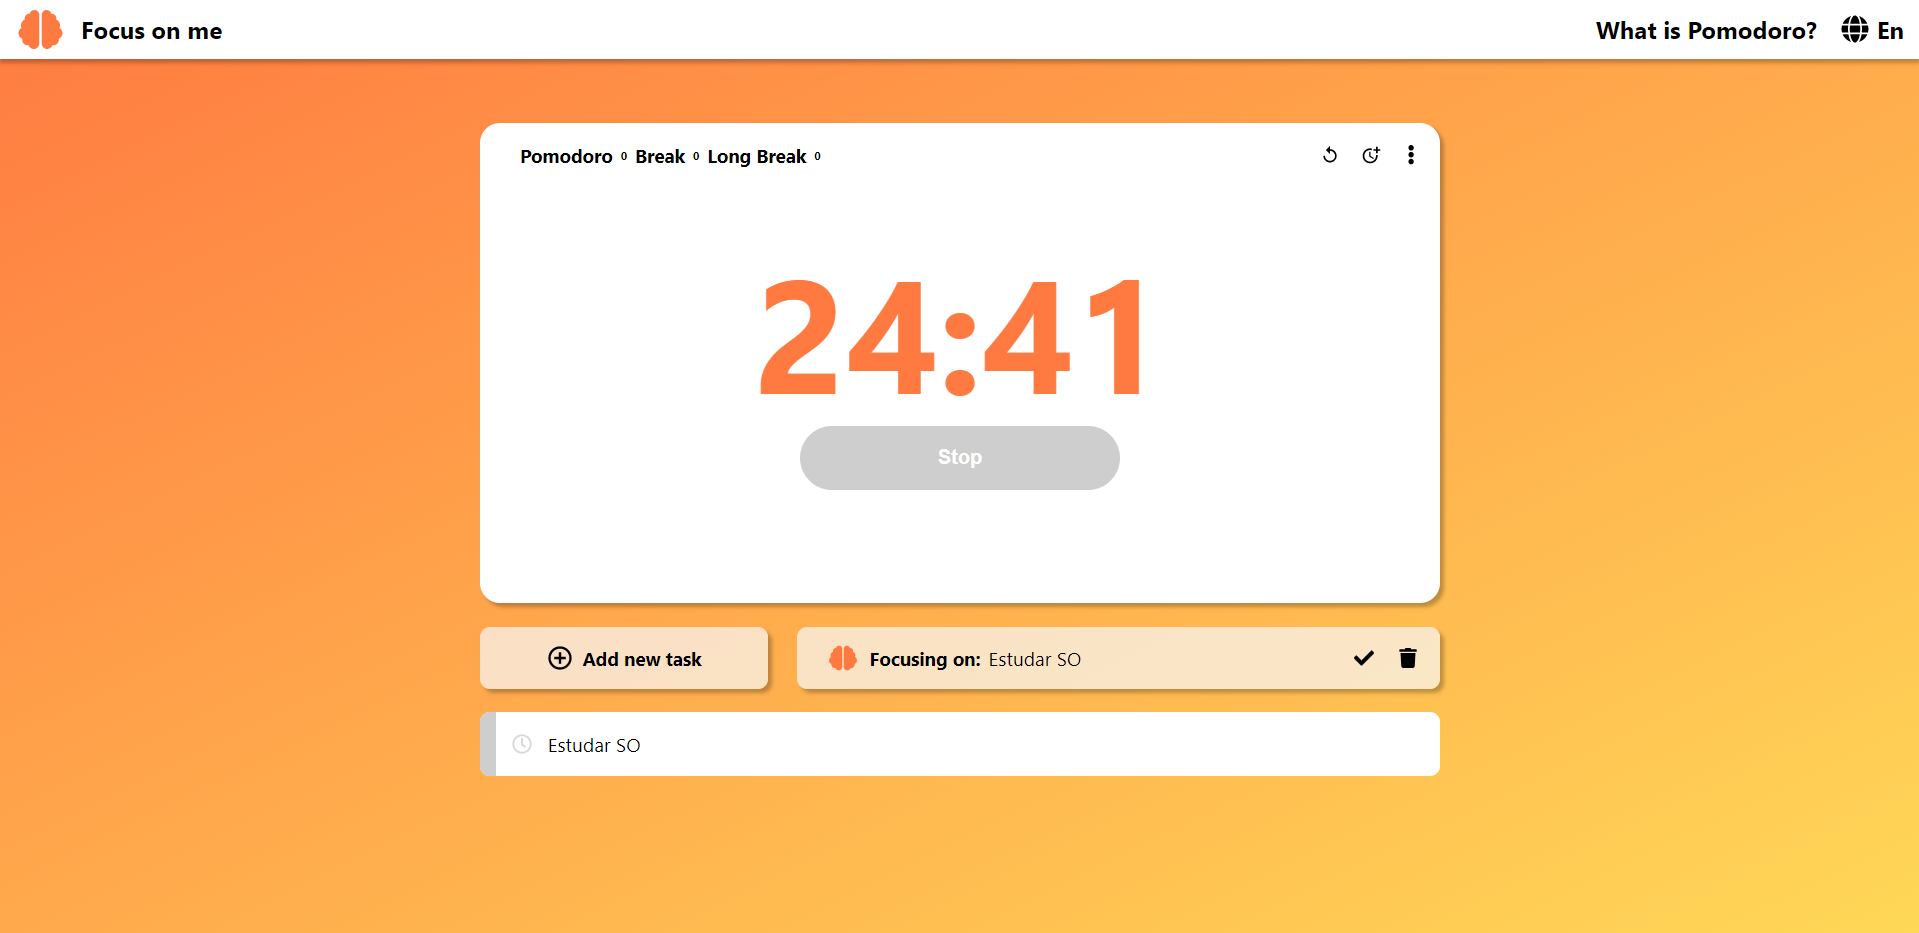 Focus on me
What is Pomodoro? En
Pomodoro 0 Break 0 Long Break 0
24:41
Stop
Add new task
Focusing on: Estudar SO
Estudar SO